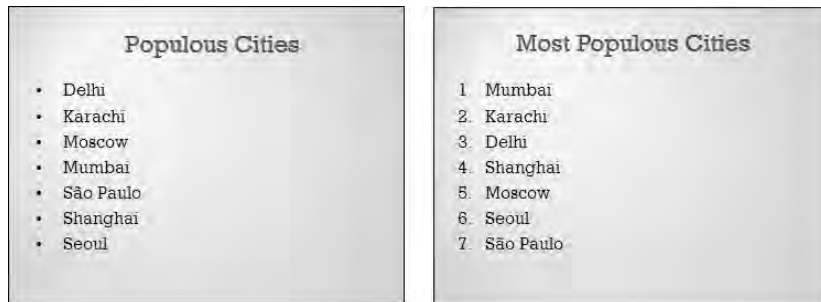 Populous Cities
• Delhi
• Karachi
• Moscow
• Mumbai
• São Paulo
• Shanghai
• Seoul
Most Populous Cities
1. Mumbai
2. Karachi
3. Delhi
4. Shanghai
5. Moscow
6. Seoul
7. São Paulo